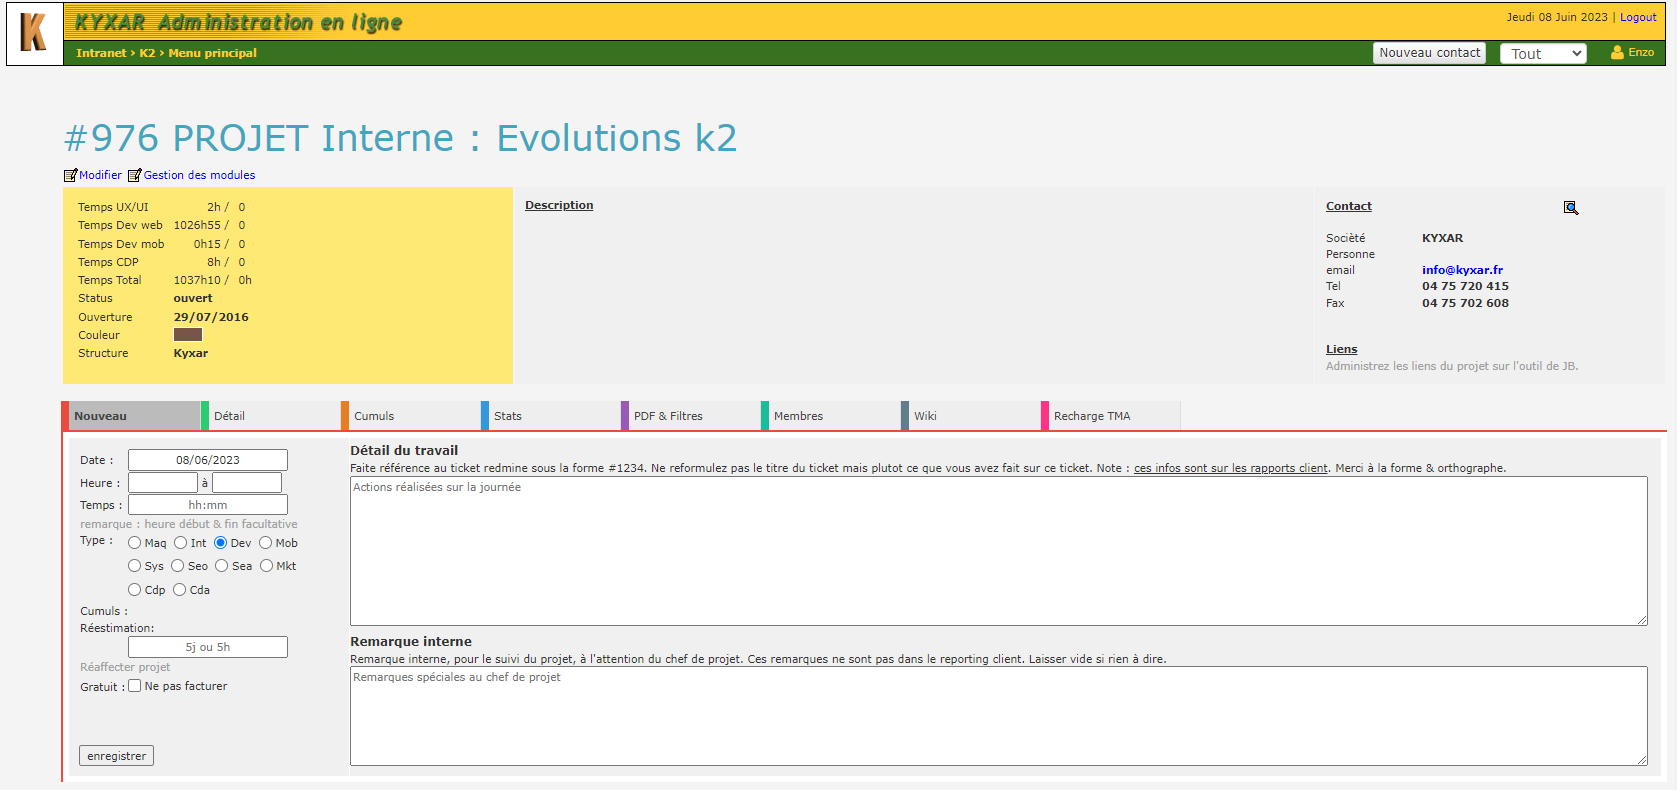 K
KYXAR Administration en ligne
Jeudi 08 Juin 2023 | Logout
Intranet › K2 › Menu principal
Nouveau contact
Tout
Enzo
#976 PROJET Interne : Evolutions k2
Modifier Gestion des modules
Temps UX/UI 2h / 0
Temps Dev web 1026h55 / 0
Temps Dev mob 0h15 / 0
Temps CDP 8h / 0
Temps Total 1037h10 / 0h
Status ouvert
Ouverture 29/07/2016
Couleur
Structure Kyxar
Description
Contact
Socièté KYXAR
Personne
email info@kyxar.fr
Tel 04 75 720 415
Fax 04 75 702 608
Liens
Administrez les liens du projet sur l'outil de JB.
Nouveau Détail Cumuls Stats PDF & Filtres Membres Wiki Recharge TMA
Date : 08/06/2023
Heure : à
Temps : hh:mm
remarque : heure début & fin facultative
Type : Maq Int Dev Mob
Sys Seo Sea Mkt
Cdp Cda
Cumuls :
Réestimation:
5j ou 5h
Réaffecter projet
Gratuit : Ne pas facturer
enregistrer
Détail du travail
Faite référence au ticket redmine sous la forme #1234. Ne reformulez pas le titre du ticket mais plutot ce que vous avez fait sur ce ticket. Note : ces infos sont sur les rapports client. Merci à la forme & orthographe.
Actions réalisées sur la journée
Remarque interne
Remarque interne, pour le suivi du projet, à l'attention du chef de projet. Ces remarques ne sont pas dans le reporting client. Laisser vide si rien à dire.
Remarques spéciales au chef de projet